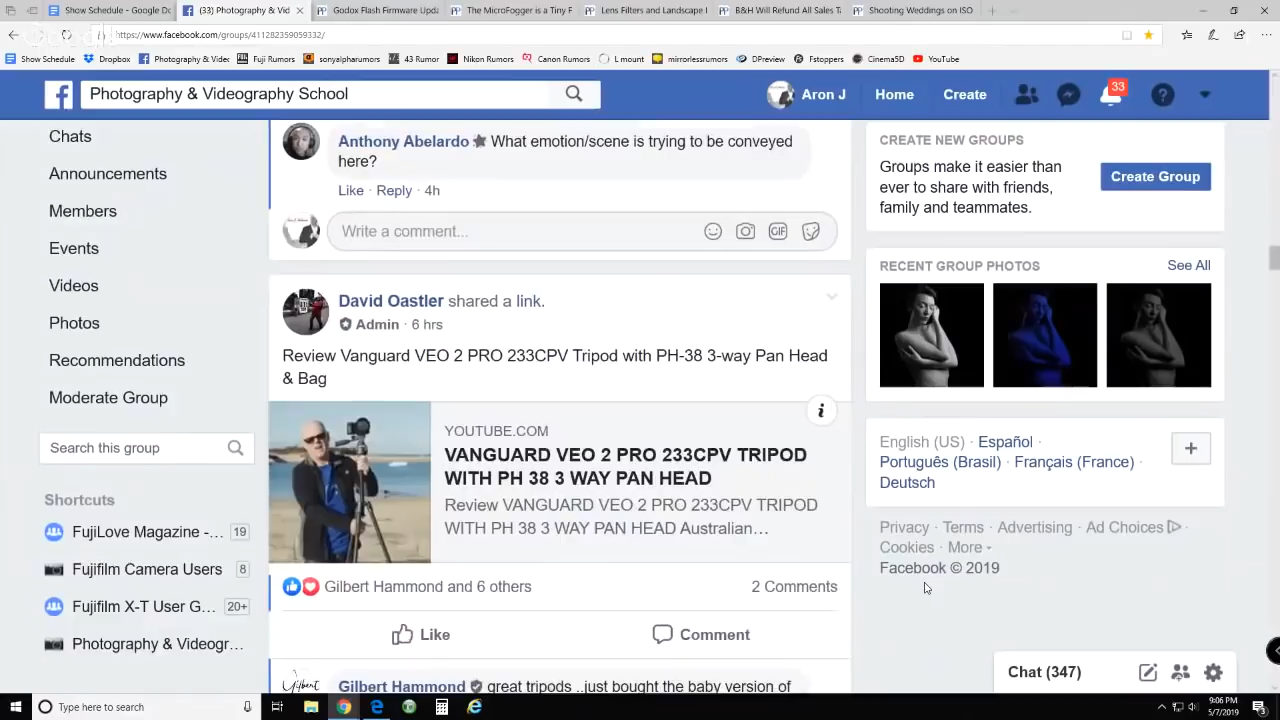 Show Schedule - Google Do
(33) Photography & Vide
Godox Flash Firmware Upda
The MicroFogger is a Tiny F
Lens Filters and Landscape
B&H Will Refund All Sales Ta
Shooting Weddings on ISO
https://www.facebook.com/groups/411282359059332/
Show Schedule
Dropbox
Photography & Video
Fuji Rumors
sonyalpharumors
43 Rumor
Nikon Rumors
Canon Rumors
L mount
mirrorlessrumors
DPreview
Fstoppers
Cinema5D
YouTube
Photography & Videography School
Aron J
Home
Create
33
Chats
Announcements
Members
Events
Videos
Photos
Recommendations
Moderate Group
Search this group
Shortcuts
FujiLove Magazine -... 19
Fujifilm Camera Users 8
Fujifilm X-T User G... 20+
Photography & Videogr...
Anthony Abelardo What emotion/scene is trying to be conveyed
here?
Like · Reply · 4h
Write a comment...
GIF
David Oastler shared a link.
Admin · 6 hrs
Review Vanguard VEO 2 PRO 233CPV Tripod with PH-38 3-way Pan Head
& Bag
YOUTUBE.COM
VANGUARD VEO 2 PRO 233CPV TRIPOD
WITH PH 38 3 WAY PAN HEAD
Review VANGUARD VEO 2 PRO 233CPV TRIPOD
WITH PH 38 3 WAY PAN HEAD Australian...
Gilbert Hammond and 6 others
2 Comments
Like
Comment
Gilbert Hammond great tripods ..just bought the baby version of
CREATE NEW GROUPS
Groups make it easier than
ever to share with friends,
family and teammates.
Create Group
RECENT GROUP PHOTOS
See All
English (US) · Español ·
Português (Brasil) · Français (France) ·
Deutsch
Privacy · Terms · Advertising · Ad Choices ·
Cookies · More
Facebook © 2019
Chat (347)
Type here to search
9:06 PM
5/7/2019
3